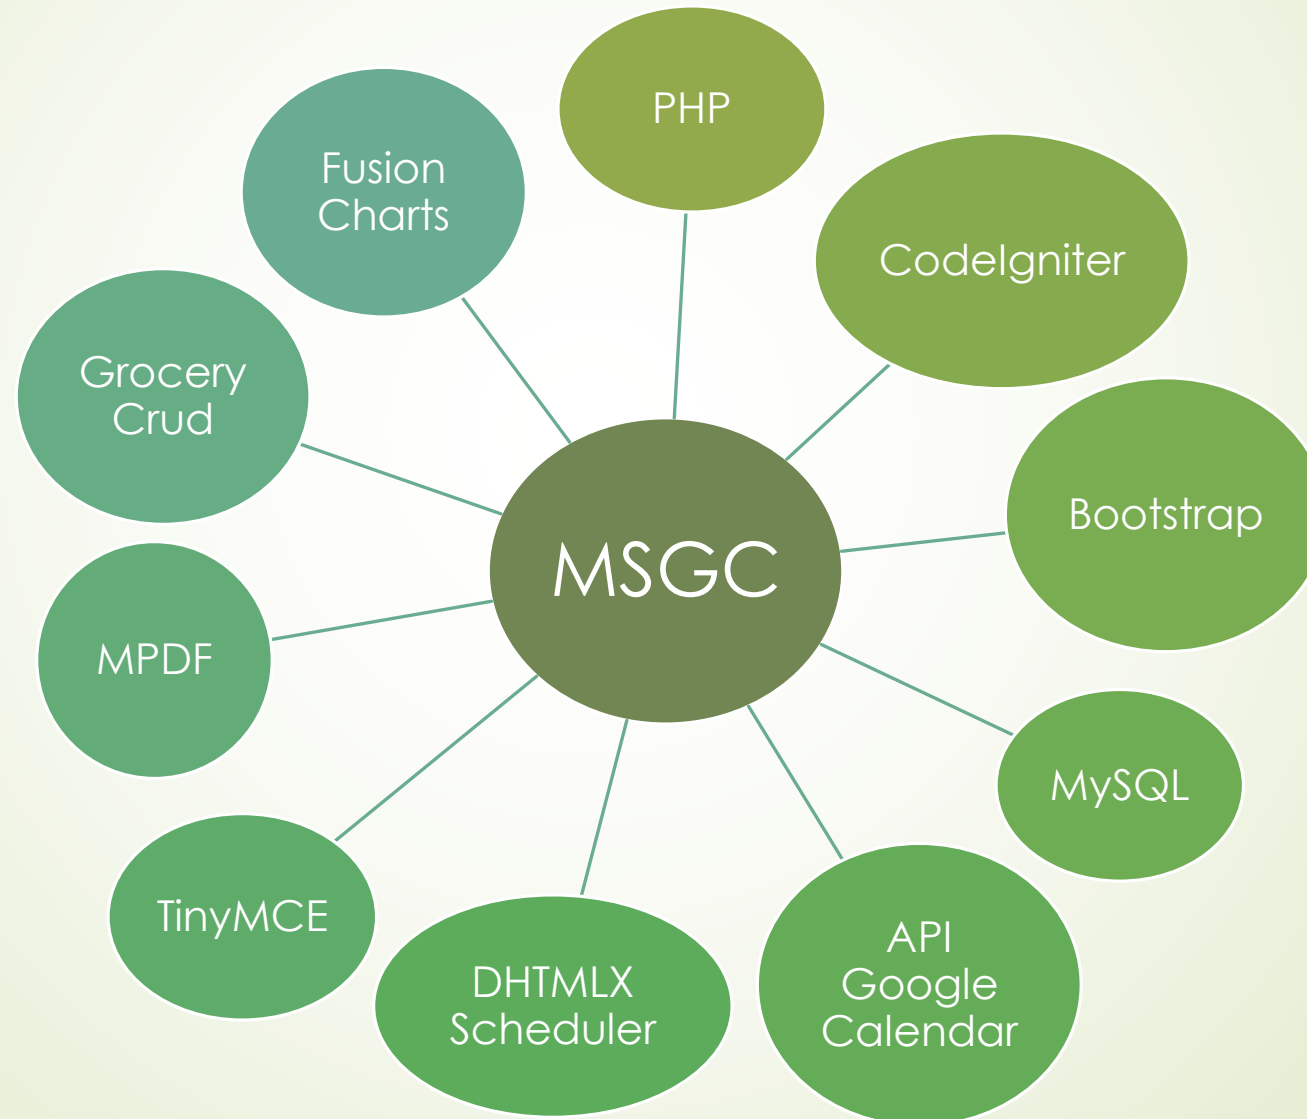 PHP
Fusion
Charts
CodeIgniter
Grocery
Crud
Bootstrap
MSGC
MPDF
MySQL
TinyMCE
API
Google
Calendar
DHTMLX
Scheduler